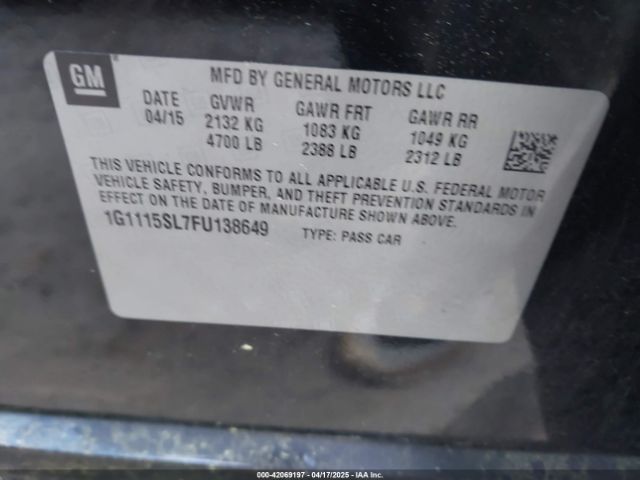 GM
MFD BY GENERAL MOTORS LLC
DATE GVWR GAWR FRT GAWR RR
04/15 2132 KG 1083 KG 1049 KG
4700 LB 2388 LB 2312 LB
THIS VEHICLE CONFORMS TO ALL APPLICABLE U.S. FEDERAL MOTOR
VEHICLE SAFETY, BUMPER, AND THEFT PREVENTION STANDARDS IN
EFFECT ON THE DATE OF MANUFACTURE SHOWN ABOVE.
1G1115SL7FU138649 TYPE: PASS CAR
000-42069197 - 04/17/2025 - IAA Inc.